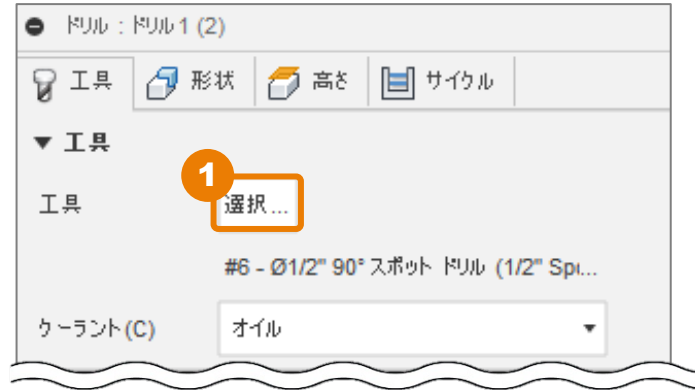 ドリル : ドリル1 (2)
工具 形状 高さ サイクル
▼ 工具
1
工具 選択...
#6 - Ø1/2" 90° スポット ドリル (1/2" Spo...
クーラント(C) オイル